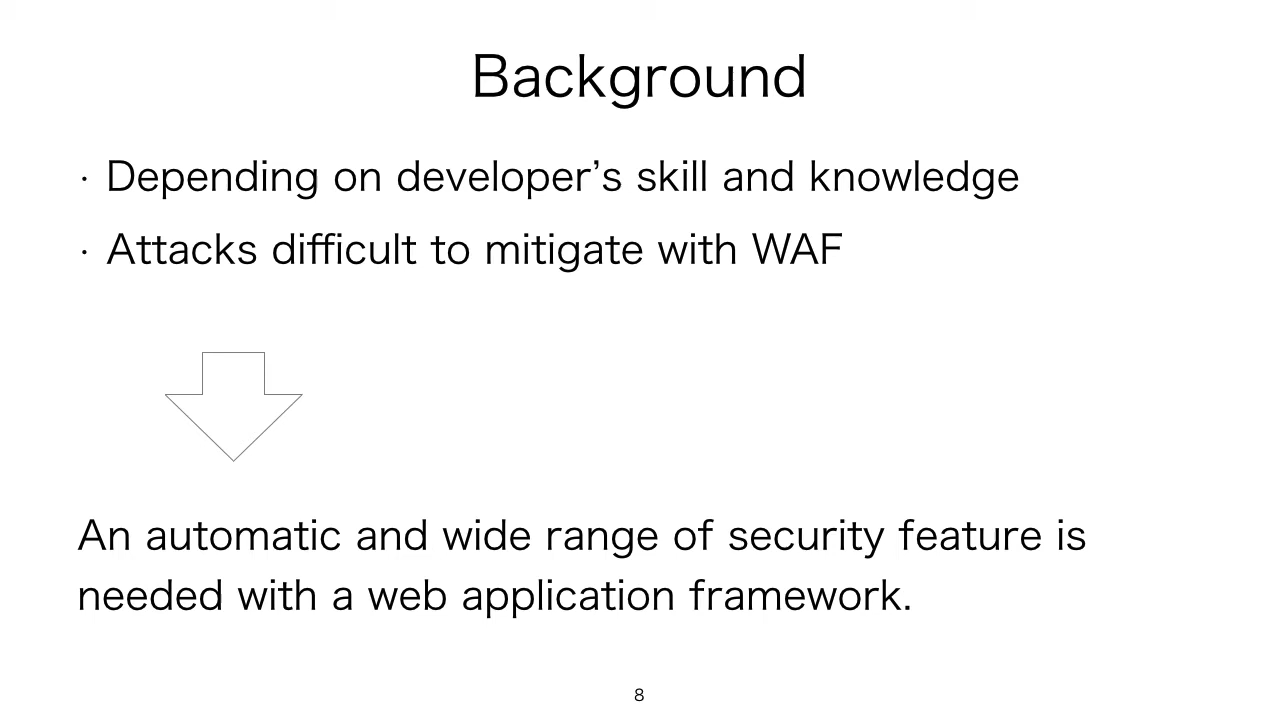 Background
· Depending on developer’s skill and knowledge
· Attacks difficult to mitigate with WAF
An automatic and wide range of security feature is
needed with a web application framework.
8